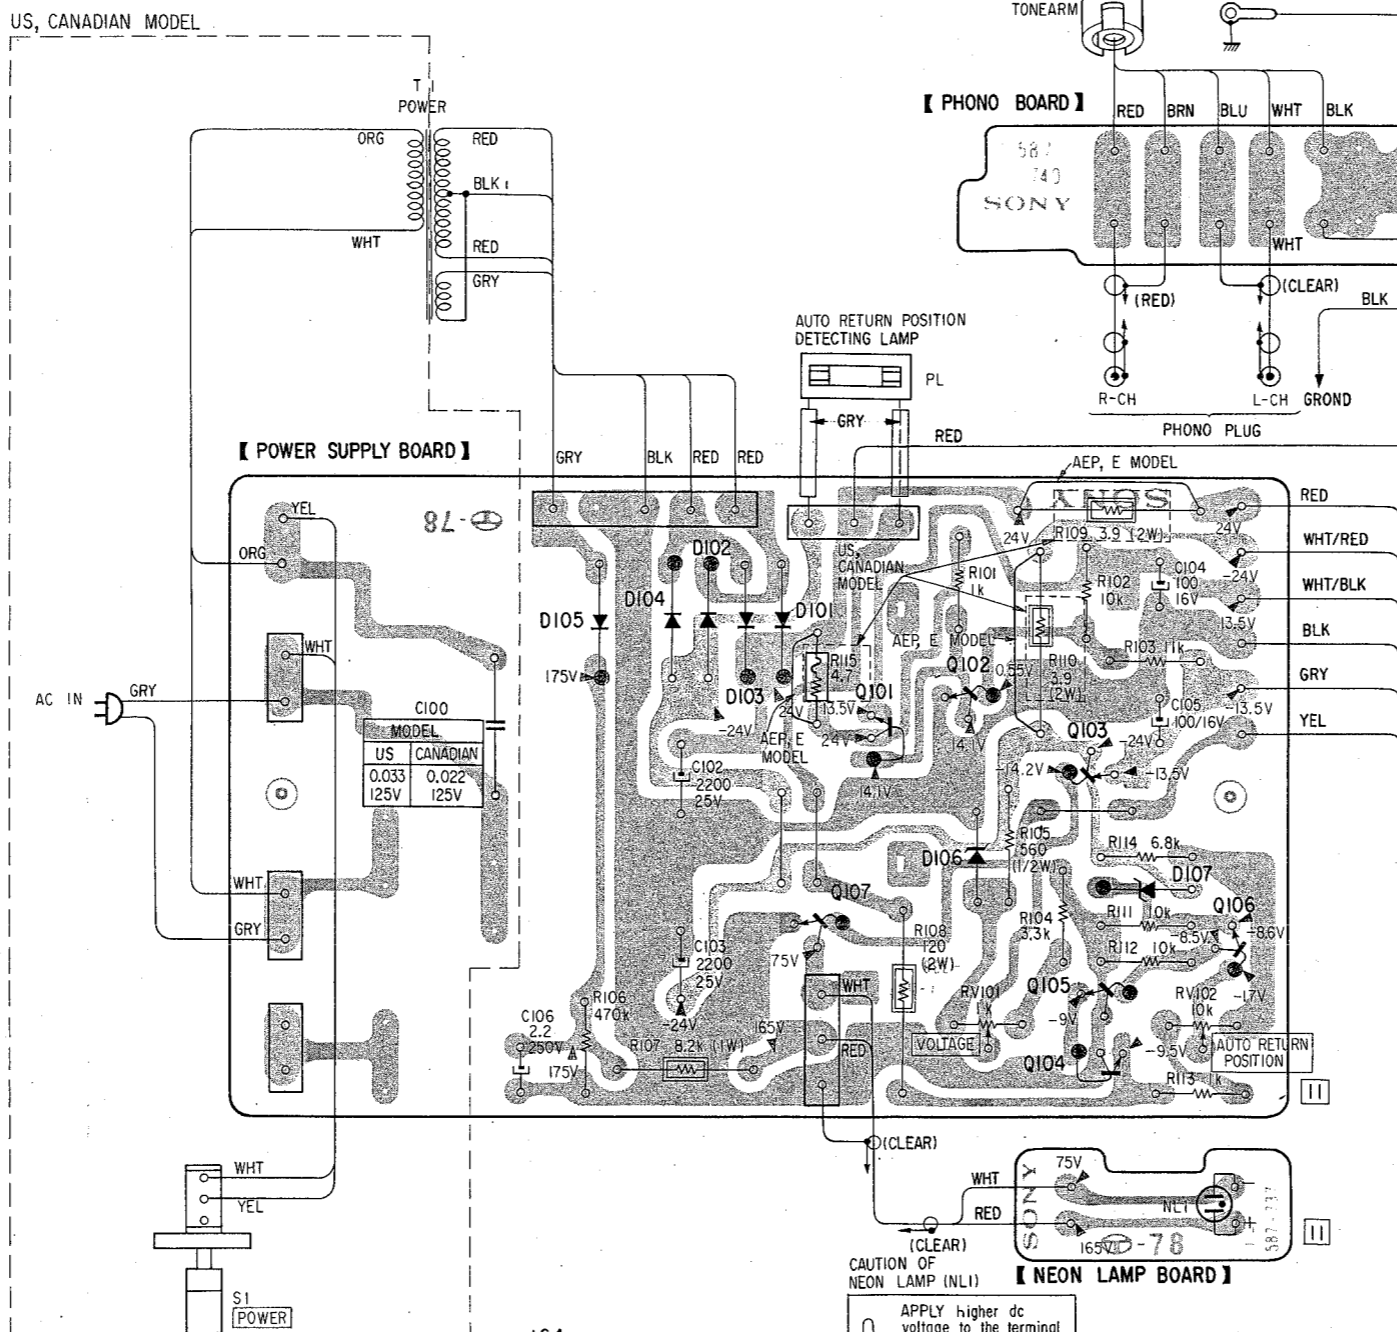 US, CANADIAN MODEL
TONEARM
T
POWER
ORG
RED
BLK
WHT
RED
GRY
【 PHONO BOARD 】
RED BRN BLU WHT BLK
SONY
WHT
(RED)
(CLEAR)
BLK
R-CH
L-CH
GROND
PHONO PLUG
AUTO RETURN POSITION
DETECTING LAMP
PL
GRY
RED
【 POWER SUPPLY BOARD 】
GRY BLK RED RED
AEP, E MODEL
YEL
ORG
-78
SONY
RED
24V
R109 3.9 (2W)
24V
WHT/RED
-24V
WHT/BLK
13.5V
BLK
GRY
-13.5V
YEL
US,
CANADIAN
MODEL
D102
D104
D105
D101
D103
175V
R101
1k
R102
10k
C104
100
16V
R103 11k
AEP, E MODEL
R110
3.9
(2W)
R115
4.7
Q101
Q102
0.55V
14.1V
C105
100/16V
-24V
Q103
-14.2V
-13.5V
24V
13.5V
24V
14.1V
-24V
AEP, E
MODEL
WHT
AC IN
GRY
C100
MODEL
US CANADIAN
0.033 0.022
125V 125V
C102
2200
25V
D106
R105
560
(1/2W)
R114 6.8k
D107
WHT
GRY
Q107
R104
3.3k
R111 10k
R112 10k
Q106
-8.5V
-8.6V
-17V
R108
120
(2W)
C103
2200
25V
75V
-24V
WHT
RED
RV101
1k
VOLTAGE
Q105
-9V
RV102
10k
AUTO RETURN
POSITION
Q104
-9.5V
R113 1k
C106
2.2
250V
R106
470k
175V
R107 8.2k (1W)
165V
11
(CLEAR)
WHT
YEL
WHT
RED
(CLEAR)
SONY
75V
165V
NL1
-
+
-78
11
【 NEON LAMP BOARD 】
CAUTION OF
NEON LAMP (NL1)
APPLY higher dc
voltage to the terminal
S1
POWER